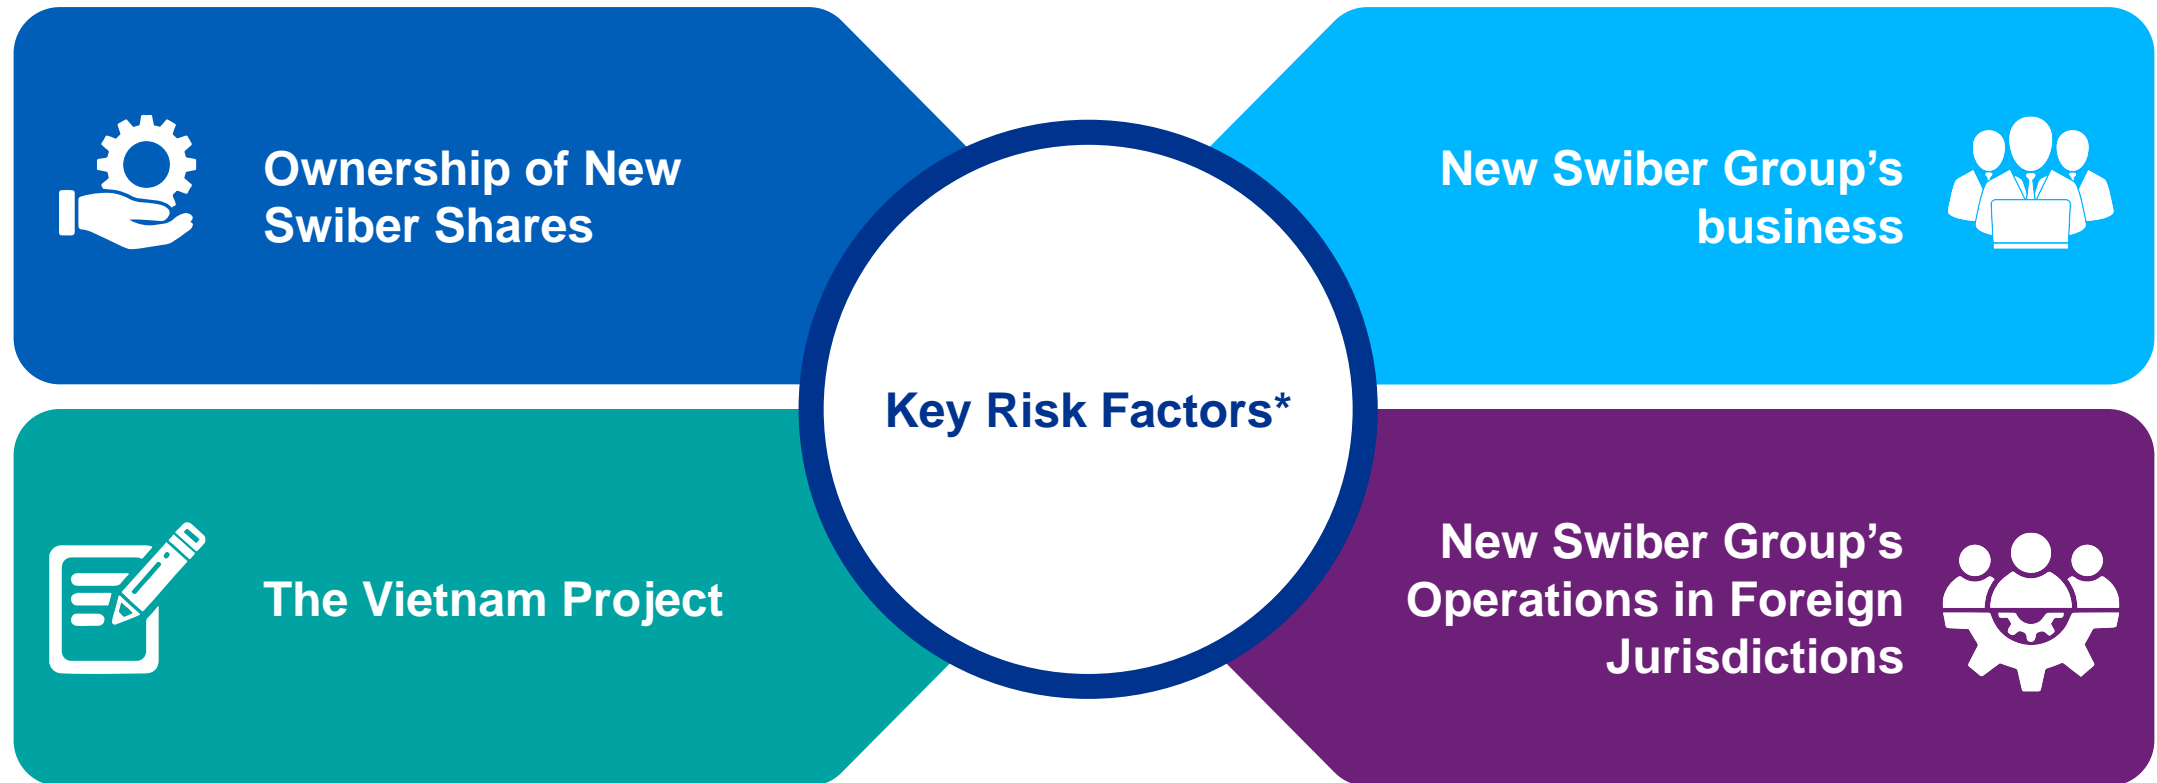 Ownership of New
Swiber Shares
New Swiber Group’s
business
Key Risk Factors*
The Vietnam Project
New Swiber Group’s
Operations in Foreign
Jurisdictions